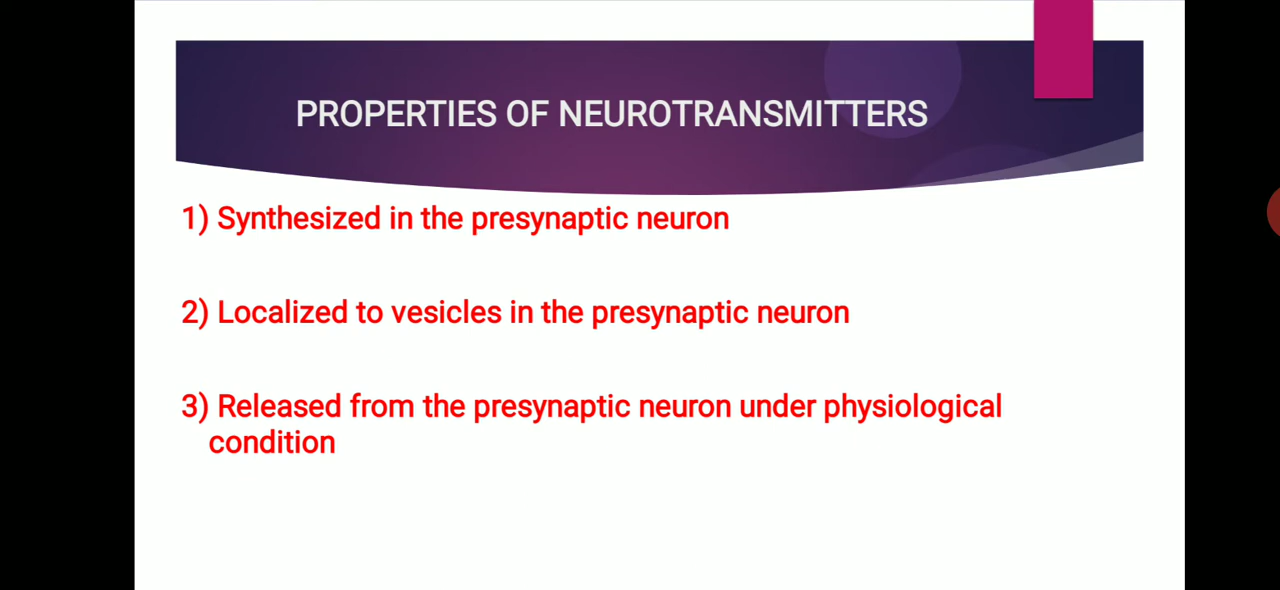 PROPERTIES OF NEUROTRANSMITTERS
1) Synthesized in the presynaptic neuron
2) Localized to vesicles in the presynaptic neuron
3) Released from the presynaptic neuron under physiological
condition